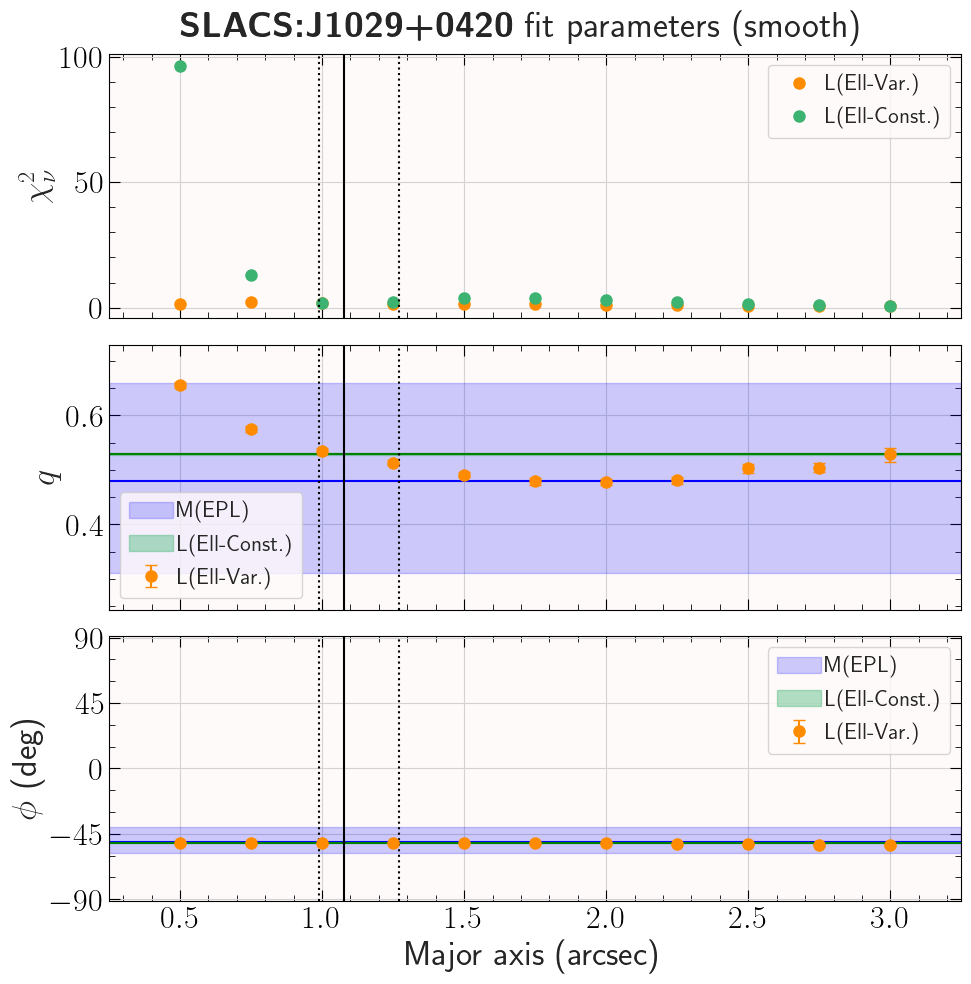 SLACS:J1029+0420 fit parameters (smooth)
100
50
0
χ²ᵥ
L(Ell-Var.)
L(Ell-Const.)
0.6
0.4
q
M(EPL)
L(Ell-Const.)
L(Ell-Var.)
90
45
0
−45
−90
ϕ (deg)
M(EPL)
L(Ell-Const.)
L(Ell-Var.)
0.5 1.0 1.5 2.0 2.5 3.0
Major axis (arcsec)